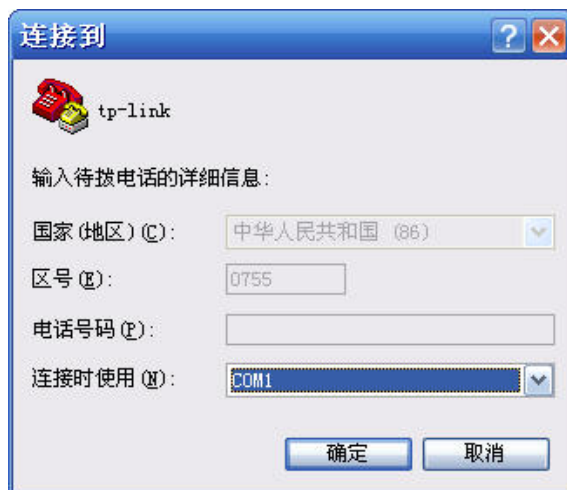 连接到
tp-link
输入待拨电话的详细信息:
国家(地区)(C): 中华人民共和国 (86)
区号(E): 0755
电话号码(P):
连接时使用(N): COM1
确定 取消